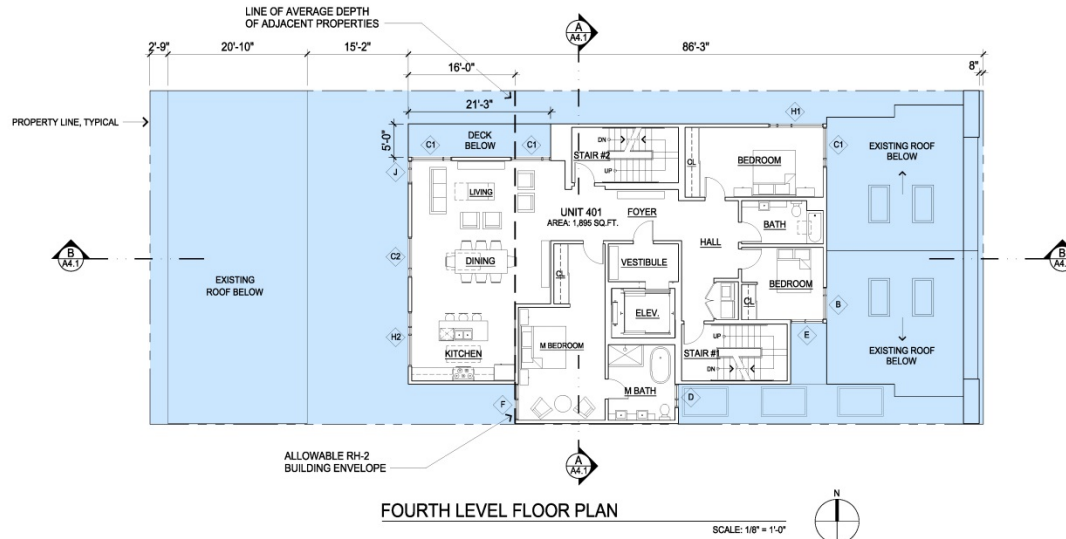 LINE OF AVERAGE DEPTH
OF ADJACENT PROPERTIES
A
A4.1
2'-9"
20'-10"
15'-2"
86'-3"
16'-0"
8"
21'-3"
PROPERTY LINE, TYPICAL
H1
5'-0"
DECK
BELOW
C1
C1
DN
STAIR #2
UP
CL
BEDROOM
C1
EXISTING ROOF
BELOW
J
LIVING
UNIT 401
AREA: 1,895 SQ.FT.
FOYER
BATH
HALL
B
A4.1
C2
DINING
CL
VESTIBULE
BEDROOM
B
EXISTING
ROOF BELOW
ELEV.
CL
B
E
H2
KITCHEN
M BEDROOM
UP
STAIR #1
DN
EXISTING ROOF
BELOW
M BATH
F
D
ALLOWABLE RH-2
BUILDING ENVELOPE
A
A4.1
FOURTH LEVEL FLOOR PLAN
SCALE: 1/8" = 1'-0"
N